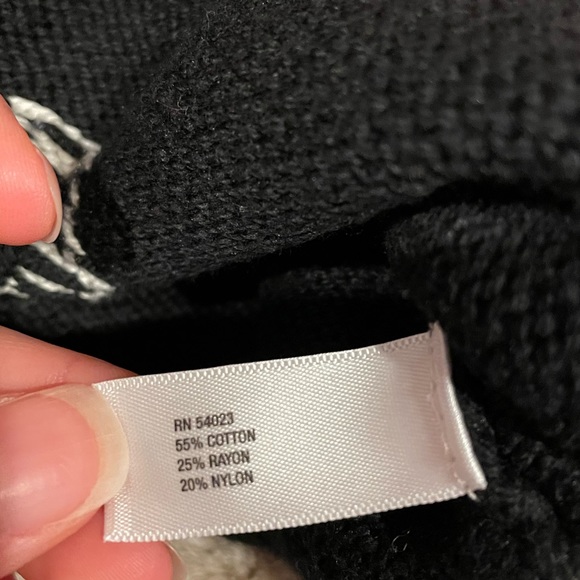 RN 54023
55% COTTON
25% RAYON
20% NYLON